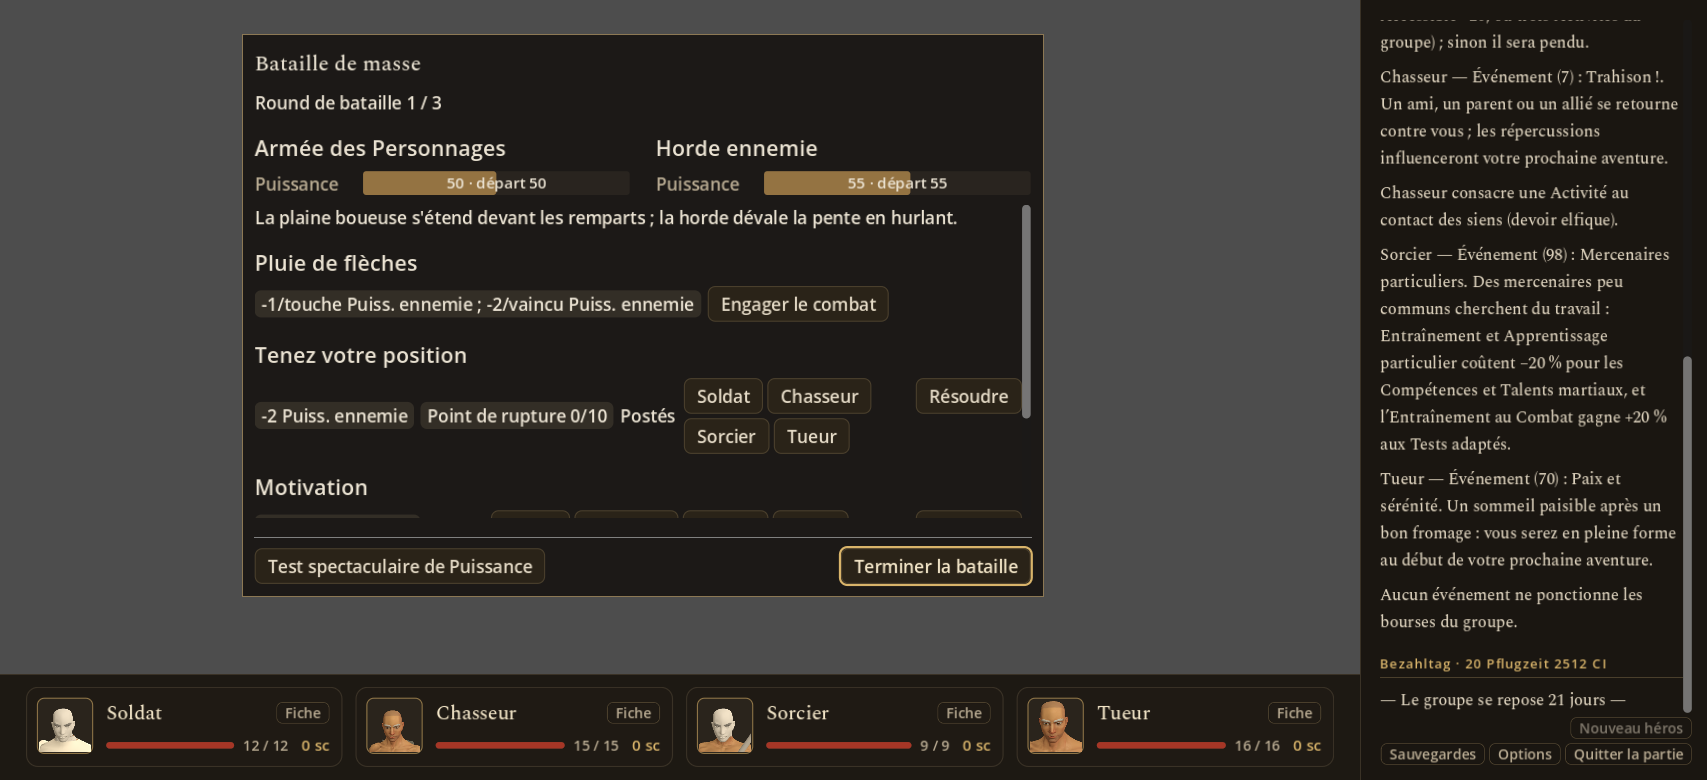 Bataille de masse
Round de bataille 1 / 3
Armée des Personnages
Puissance 50 · départ 50
Horde ennemie
Puissance 55 · départ 55
La plaine boueuse s'étend devant les remparts ; la horde dévale la pente en hurlant.
Pluie de flèches
-1/touche Puiss. ennemie ; -2/vaincu Puiss. ennemie Engager le combat
Tenez votre position
-2 Puiss. ennemie Point de rupture 0/10 Postés
Soldat Chasseur
Sorcier Tueur
Résoudre
Motivation
Test spectaculaire de Puissance Terminer la bataille
Soldat Fiche
12 / 12 0 sc
Chasseur Fiche
15 / 15 0 sc
Sorcier Fiche
9 / 9 0 sc
Tueur Fiche
16 / 16 0 sc
groupe) ; sinon il sera pendu.
Chasseur — Événement (7) : Trahison !.
Un ami, un parent ou un allié se retourne
contre vous ; les répercussions
influenceront votre prochaine aventure.
Chasseur consacre une Activité au
contact des siens (devoir elfique).
Sorcier — Événement (98) : Mercenaires
particuliers. Des mercenaires peu
communs cherchent du travail :
Entraînement et Apprentissage
particulier coûtent −20 % pour les
Compétences et Talents martiaux, et
l'Entraînement au Combat gagne +20 %
aux Tests adaptés.
Tueur — Événement (70) : Paix et
sérénité. Un sommeil paisible après un
bon fromage : vous serez en pleine forme
au début de votre prochaine aventure.
Aucun événement ne ponctionne les
bourses du groupe.
Bezahltag · 20 Pflugzeit 2512 CI
— Le groupe se repose 21 jours —
Nouveau héros
Sauvegardes Options Quitter la partie